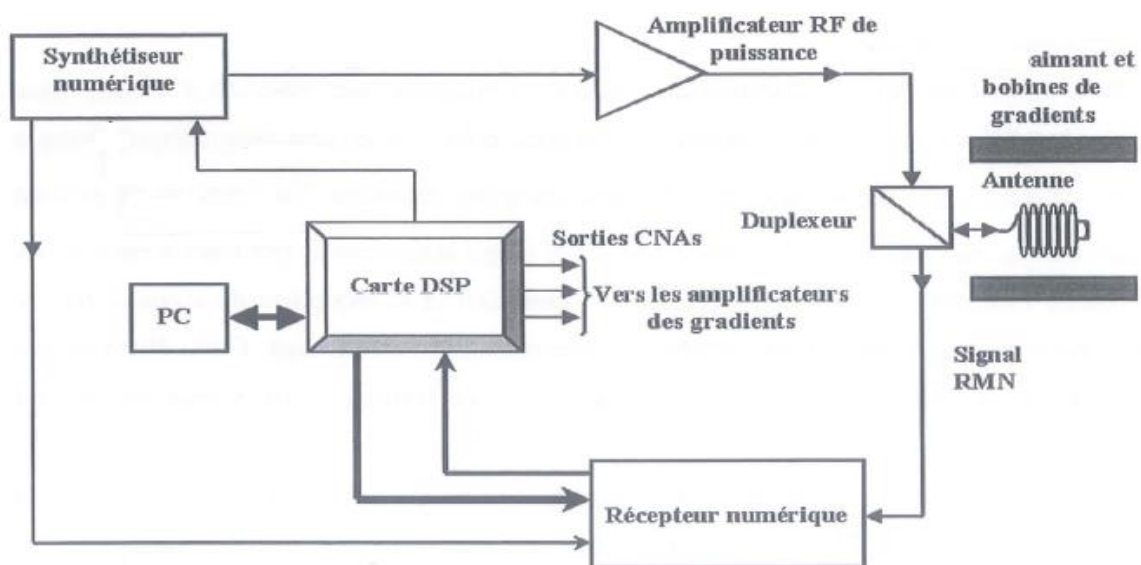 Amplificateur RF de
puissance
Synthétiseur
numérique
aimant et
bobines de
gradients
Antenne
Duplexeur
Sorties CNAs
Carte DSP
PC
Vers les amplificateurs
des gradients
Signal
RMN
Récepteur numérique